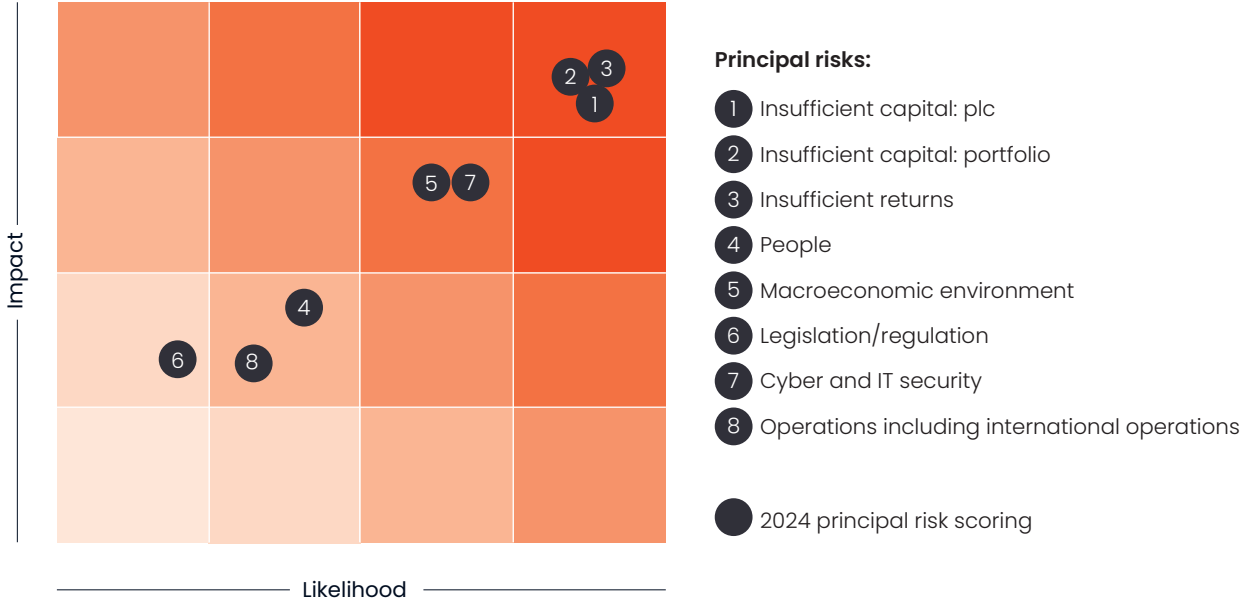 Impact
2
3
1
5
7
4
6
8
Likelihood
Principal risks:
1 Insufficient capital: plc
2 Insufficient capital: portfolio
3 Insufficient returns
4 People
5 Macroeconomic environment
6 Legislation/regulation
7 Cyber and IT security
8 Operations including international operations
2024 principal risk scoring